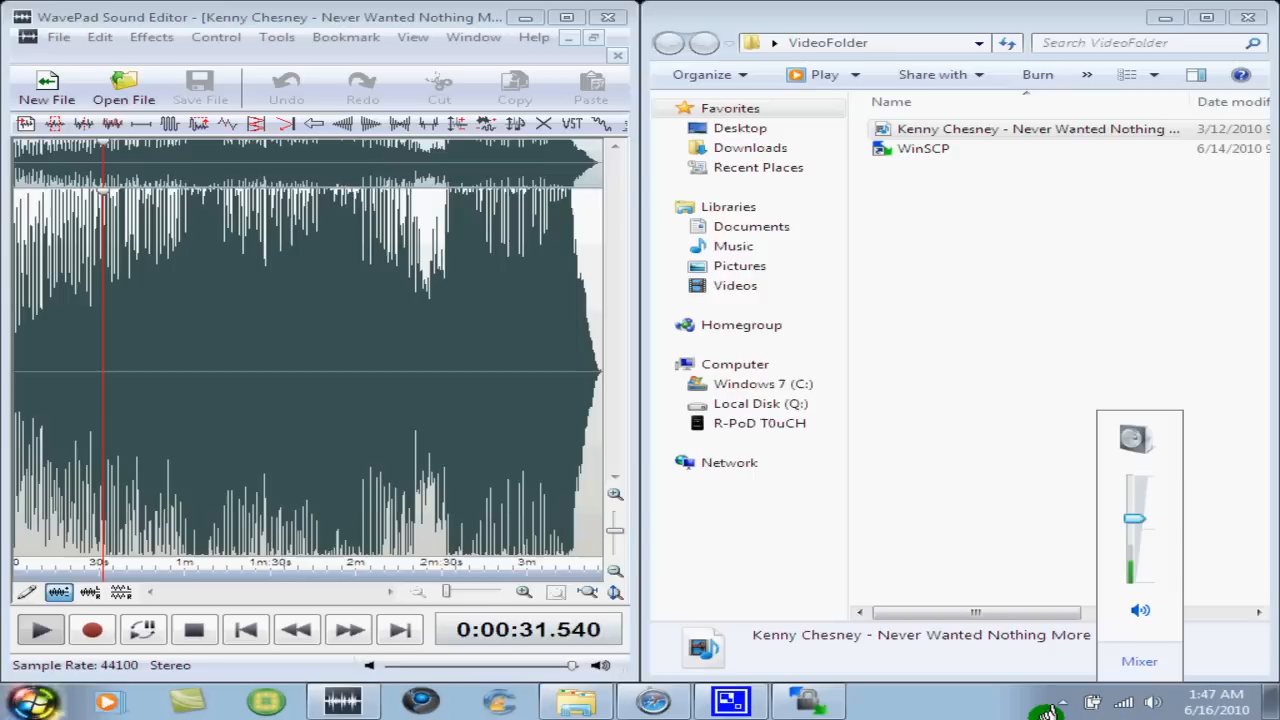 WavePad Sound Editor - [Kenny Chesney - Never Wanted Nothing M...
File Edit Effects Control Tools Bookmark View Window Help
New File Open File Save File Undo Redo Cut Copy Paste
VST
0 30s 1m 1m:30s 2m 2m:30s 3m
0:00:31.540
Sample Rate: 44100 Stereo
VideoFolder
Search VideoFolder
Organize Play Share with Burn »
Name Date modif
Favorites
Desktop
Downloads
Recent Places
Libraries
Documents
Music
Pictures
Videos
Homegroup
Computer
Windows 7 (C:)
Local Disk (Q:)
R-PoD T0uCH
Network
Kenny Chesney - Never Wanted Nothing ... 3/12/2010 9
WinSCP 6/14/2010 9
Kenny Chesney - Never Wanted Nothing More
Mixer
1:47 AM
6/16/2010